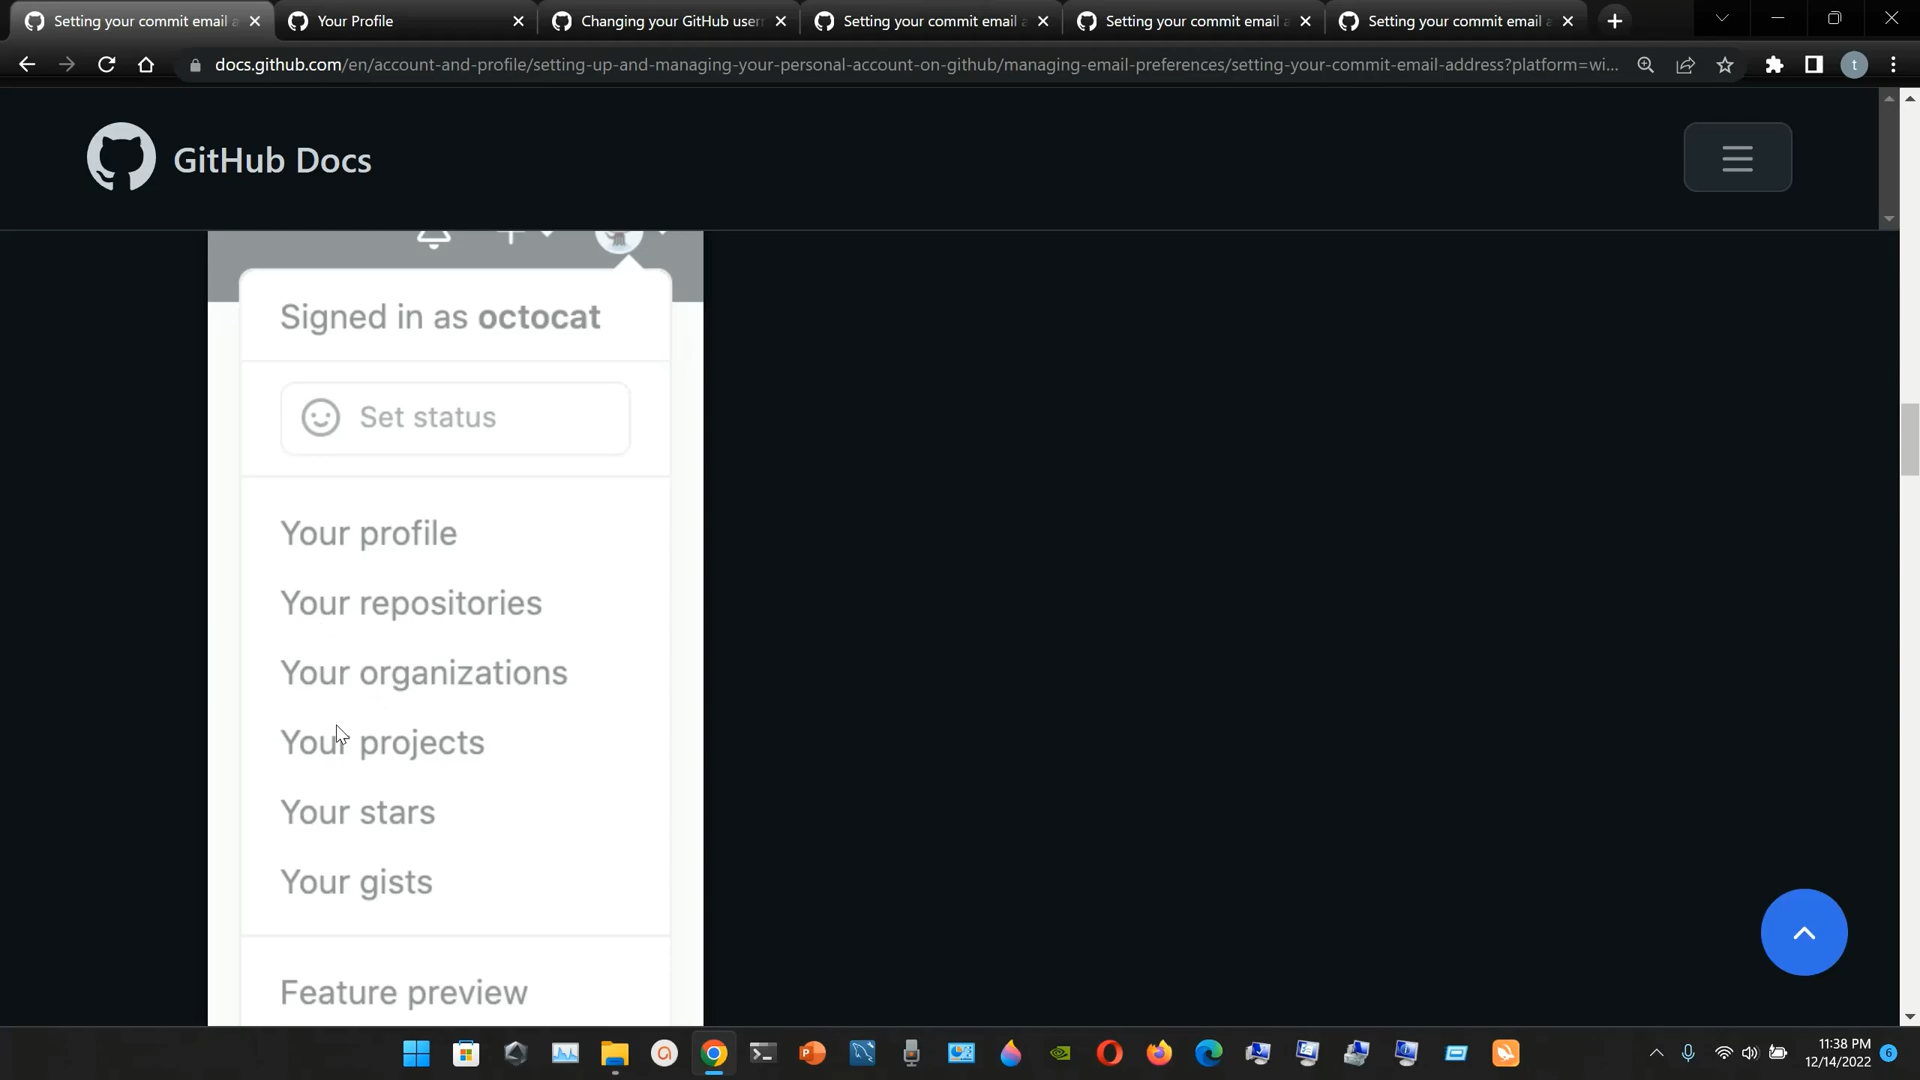 Setting your commit email a
Your Profile
Changing your GitHub user
Setting your commit email a
Setting your commit email a
Setting your commit email a
docs.github.com/en/account-and-profile/setting-up-and-managing-your-personal-account-on-github/managing-email-preferences/setting-your-commit-email-address?platform=wi...
t
GitHub Docs
Signed in as octocat
Set status
Your profile
Your repositories
Your organizations
Your projects
Your stars
Your gists
Feature preview
11:38 PM
12/14/2022
6